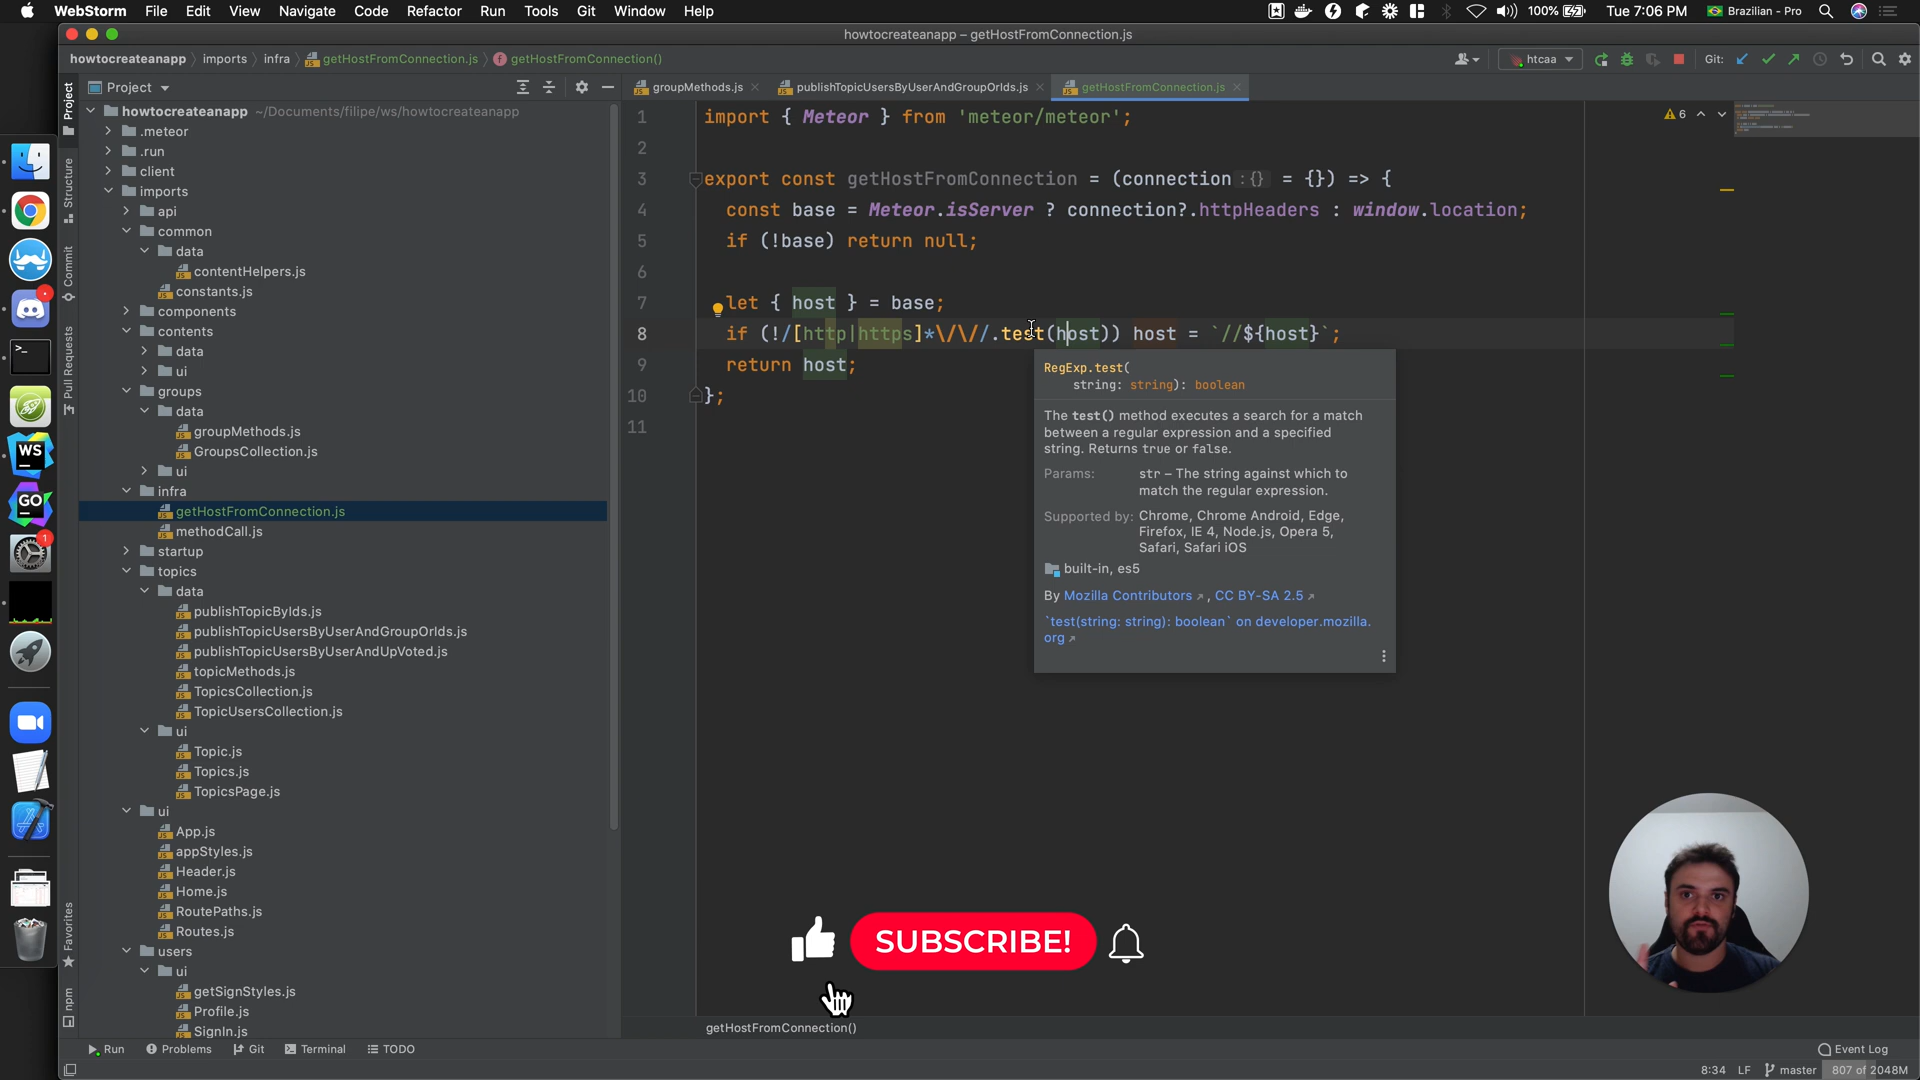 WebStorm File Edit View Navigate Code Refactor Run Tools Git Window Help
100% Tue 7:06 PM Brazilian - Pro
howtocreateanapp – getHostFromConnection.js
howtocreateanapp imports infra getHostFromConnection.js getHostFromConnection()
htcaa Git:
Project
groupMethods.js publishTopicUsersByUserAndGroupOrIds.js getHostFromConnection.js
howtocreateanapp ~/Documents/filipe/ws/howtocreateanapp
.meteor
.run
client
imports
api
common
data
contentHelpers.js
constants.js
components
contents
data
ui
groups
data
groupMethods.js
GroupsCollection.js
ui
infra
getHostFromConnection.js
methodCall.js
startup
topics
data
publishTopicByIds.js
publishTopicUsersByUserAndGroupOrIds.js
publishTopicUsersByUserAndUpVoted.js
topicMethods.js
TopicsCollection.js
TopicUsersCollection.js
ui
Topic.js
Topics.js
TopicsPage.js
ui
App.js
appStyles.js
Header.js
Home.js
RoutePaths.js
Routes.js
users
ui
getSignStyles.js
Profile.js
SignIn.js
Project
Structure
Commit
Pull Requests
Favorites
npm
WS
GO
1
6
1 import { Meteor } from 'meteor/meteor';
2
3 export const getHostFromConnection = (connection : {} = {}) => {
4 const base = Meteor.isServer ? connection?.httpHeaders : window.location;
5 if (!base) return null;
6
7 let { host } = base;
8 if (!/[http|https]*\/\//.test(host)) host = `//${host}`;
9 return host;
10 };
11
RegExp.test(
string: string): boolean
The test() method executes a search for a match
between a regular expression and a specified
string. Returns true or false.
Params: str – The string against which to
match the regular expression.
Supported by: Chrome, Chrome Android, Edge,
Firefox, IE 4, Node.js, Opera 5,
Safari, Safari iOS
built-in, es5
By Mozilla Contributors, CC BY-SA 2.5
`test(string: string): boolean` on developer.mozilla.
org
SUBSCRIBE!
getHostFromConnection()
Run Problems Git Terminal TODO Event Log
8:34 LF master 807 of 2048M